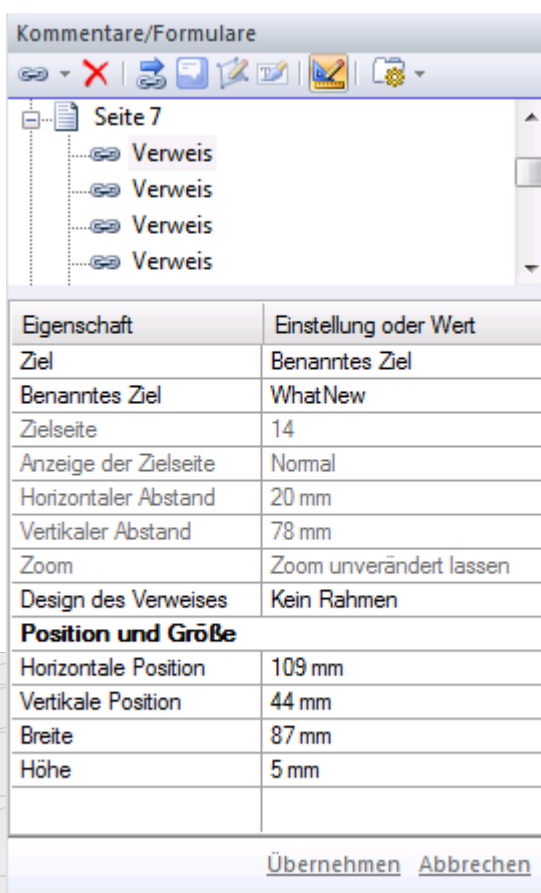 Kommentare/Formulare
Seite 7
Verweis
Verweis
Verweis
Verweis
Eigenschaft Einstellung oder Wert
Ziel Benanntes Ziel
Benanntes Ziel WhatNew
Zielseite 14
Anzeige der Zielseite Normal
Horizontaler Abstand 20 mm
Vertikaler Abstand 78 mm
Zoom Zoom unverändert lassen
Design des Verweises Kein Rahmen
Position und Größe
Horizontale Position 109 mm
Vertikale Position 44 mm
Breite 87 mm
Höhe 5 mm
Übernehmen Abbrechen